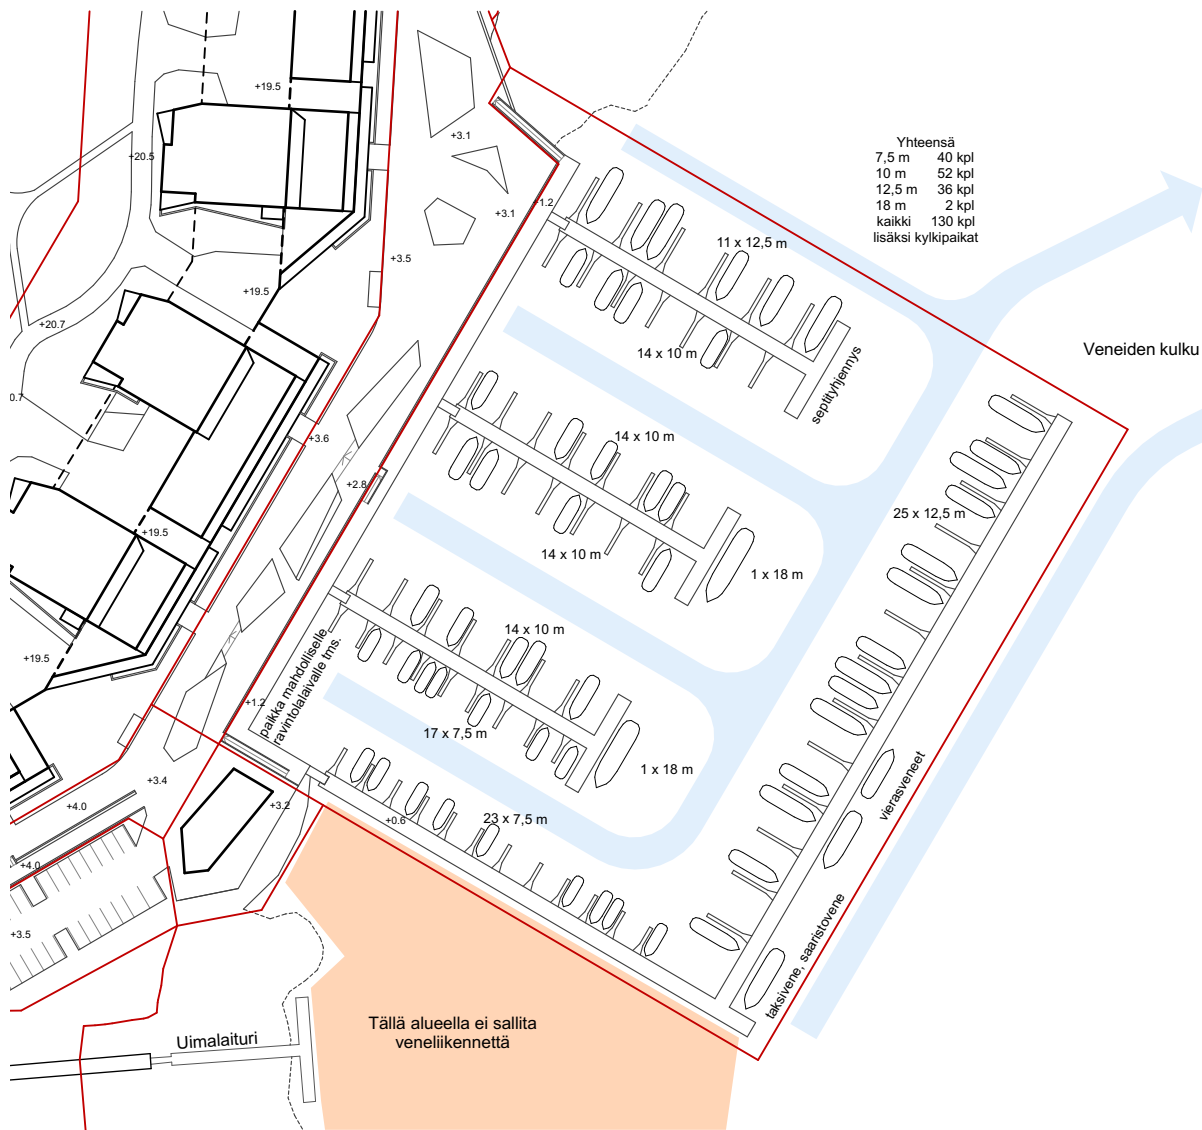 +19.5
+3.1
+20.5
Yhteensä
7,5 m 40 kpl
10 m 52 kpl
12,5 m 36 kpl
18 m 2 kpl
kaikki 130 kpl
lisäksi kylkipaikat
+1.2
+3.1
11 x 12,5 m
+3.5
+19.5
+20.7
14 x 10 m
septityhjennys
Veneiden kulku
0.7
+3.6
14 x 10 m
+2.8
25 x 12,5 m
+19.5
14 x 10 m
1 x 18 m
14 x 10 m
+19.5
paikka mahdolliselle
ravintolalaivalle tms.
+1.2
17 x 7,5 m
1 x 18 m
vierasveneet
+3.4
+4.0
+3.2
23 x 7,5 m
+0.6
+4.0
+3.5
taksivene, saaristovene
Tällä alueella ei sallita
veneliikennettä
Uimalaituri